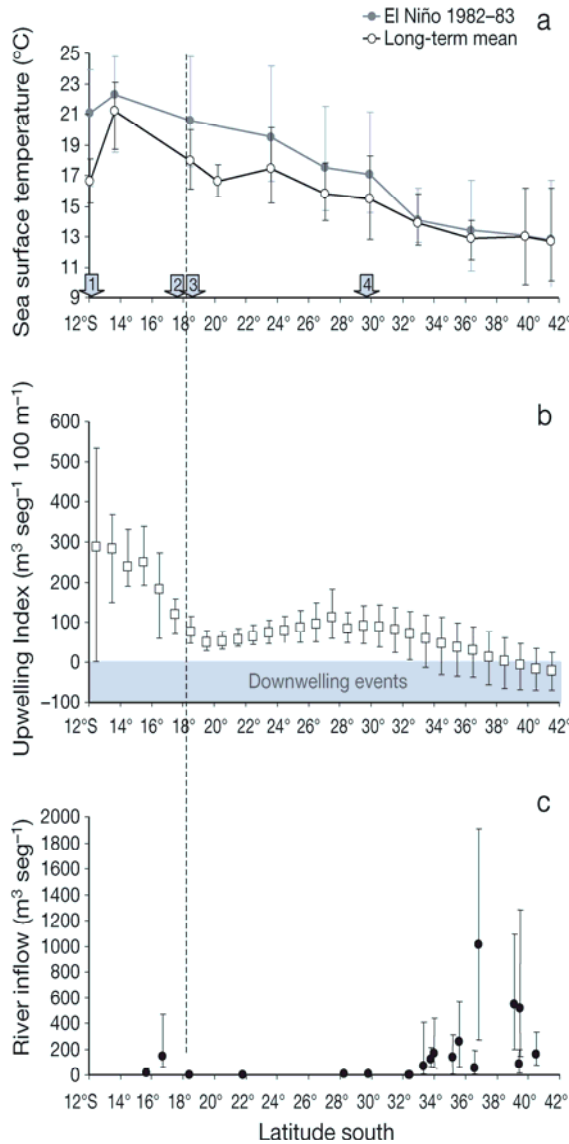 El Niño 1982–83
Long-term mean
a
Sea surface temperature (°C)
25
23
21
19
17
15
13
11
9
1
2
3
4
12°S 14° 16° 18° 20° 22° 24° 26° 28° 30° 32° 34° 36° 38° 40° 42°
b
Upwelling Index (m³ seg⁻¹ 100 m⁻¹)
600
500
400
300
200
100
0
−100
Downwelling events
12°S 14° 16° 18° 20° 22° 24° 26° 28° 30° 32° 34° 36° 38° 40° 42°
c
River inflow (m³ seg⁻¹)
2000
1800
1600
1400
1200
1000
800
600
400
200
0
12°S 14° 16° 18° 20° 22° 24° 26° 28° 30° 32° 34° 36° 38° 40° 42°
Latitude south